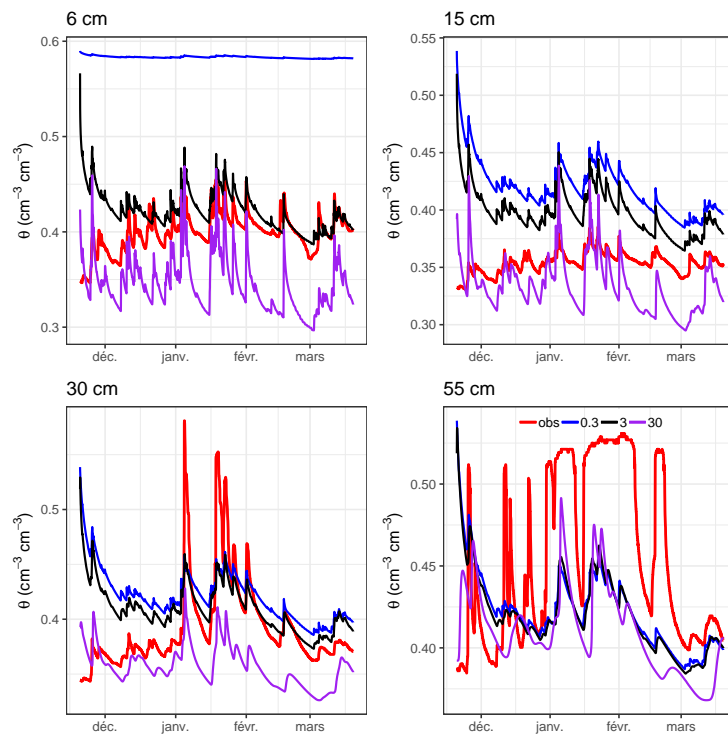 6 cm
15 cm
θ (cm³ cm⁻³)
0.6
0.5
0.4
0.3
déc.
janv.
févr.
mars
θ (cm⁻³ cm⁻³)
0.55
0.50
0.45
0.40
0.35
0.30
déc.
janv.
févr.
mars
30 cm
55 cm
θ (cm⁻³ cm⁻³)
0.5
0.4
déc.
janv.
févr.
mars
θ (cm⁻³ cm⁻³)
obs 0.3 3 30
0.50
0.45
0.40
déc.
janv.
févr.
mars